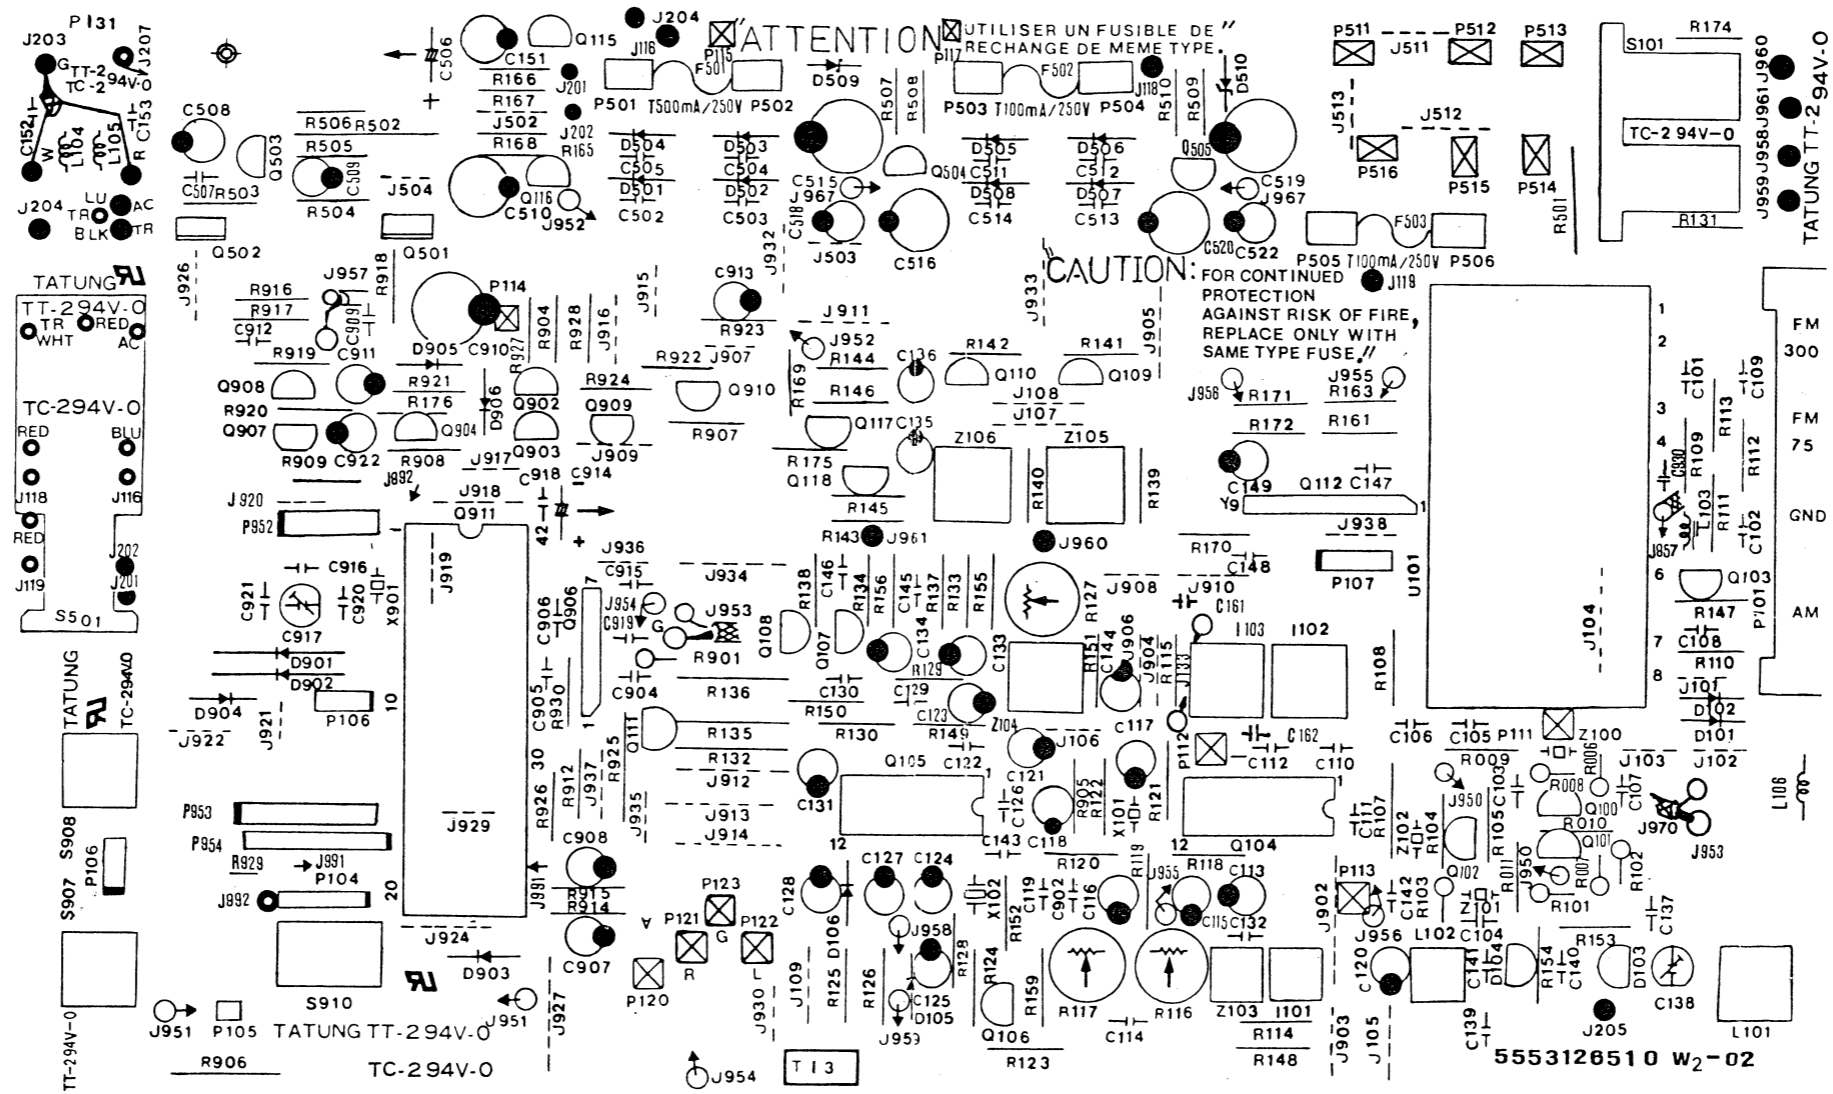 P131
J203
J207
G
TT-2
94V-0
TC-2
C152
C153
W
L104
L105
R
J204
LU
AC
TR
BLK
TR
C508
Q503
C507
R503
R506
R502
R505
C509
R504
J504
C506
C151
R166
R167
J502
R168
C510
Q115
J201
J202
R165
Q116
J952
J204
J116
P115
F501
P501
T500mA/250V
P502
D504
C505
D501
C502
D503
C504
D502
C503
"ATTENTION
UTILISER UN FUSIBLE DE"
RECHANGE DE MEME TYPE.
P117
D509
R507
R508
F502
P503
T100mA/250V
P504
J118
R510
R509
D510
D505
C511
D508
C514
D506
C512
D507
C513
Q504
Q505
C515
J967
C518
J503
C516
C519
J967
C520
C522
P511
J511
P512
P513
J513
J512
P516
P515
P514
R501
F503
P505
T100mA/250V
P506
J119
S101
R174
TC-2 94V-0
R131
J960
J961
J958
J959
TATUNG TT-2 94V-0
TATUNG
TT-294V-0
TR
WHT
RED
AC
TC-294V-0
RED
BLU
J118
J116
RED
J202
J119
J201
S501
Q502
Q501
J926
J957
R918
R916
R917
C912
C909
P114
C910
R919
C911
D905
R927
R904
R928
J916
J915
Q908
R921
R920
R176
Q907
Q904
D906
Q902
Q903
R924
Q909
J909
R909
C922
R908
J917
C918
C914
J992
J920
J918
P952
Q911
42
J932
C913
R923
J907
R922
Q910
R907
R169
J911
J952
R144
R146
C136
Q117
C135
R175
Q118
R145
R143
J961
J933
J905
"CAUTION:
FOR CONTINUED
PROTECTION
AGAINST RISK OF FIRE,
REPLACE ONLY WITH
SAME TYPE FUSE."
R142
Q110
R141
Q109
J108
J107
Z106
R140
Z105
R139
J960
J956
J955
R171
R163
R172
R161
C149
Q112
C147
Y9
1
J938
R170
C148
P107
U101
1
2
3
4
6
7
8
C101
C109
R113
R109
R112
C930
L103
R111
C102
J957
Q103
R147
C108
R110
P101
J101
D102
D101
J104
FM
300
FM
75
GND
AM
C916
C921
C917
C920
X901
J919
D901
D902
D904
J921
P106
J922
10
20
30
P953
P954
R929
J991
P104
J992
J929
J991
J924
D903
S910
TATUNG
TC-294V0
S908
P106
S907
TT-294V-0
J951
P105
R906
TATUNG TT-294V-0
TC-294V-0
J951
J927
C906
Q906
7
1
C905
R930
J936
C915
J954
C919
J953
G
R901
C904
R925
Q111
R912
J937
R926
J935
C908
R915
R914
C907
J934
R136
R135
R132
J912
J913
J914
P123
P121
G
P122
R
L
P120
J930
J954
T13
Q108
R138
C146
Q107
R134
R156
C145
R137
R133
R155
C134
R129
C133
C130
C129
R150
C123
R149
R130
C122
Z104
J106
C131
Q105
1
12
C121
C126
C118
C143
R905
R122
X101
R127
J908
J910
R151
C144
J906
J904
R115
J133
C161
I103
I102
R108
C117
P112
C162
C112
C110
R121
Q104
1
12
R120
R119
R118
C113
C128
C127
C124
D106
X102
R152
C119
C902
C116
J955
C115
C132
J109
R125
R126
J958
C125
D105
J959
R128
R124
Q106
R159
R123
R117
C114
R116
Z103
I101
R114
R148
J902
P113
J956
C142
R103
J903
J105
C120
L102
C106
C105
R009
P111
Z100
C111
R107
Z102
R104
J950
C103
R105
R006
R008
Q100
R010
Q101
C107
J103
J102
J970
J953
L106
Q102
Z101
C104
R011
J950
R007
R102
R101
R153
C137
C141
D104
R154
C140
D103
C138
C139
J205
L101
5553126510 W2-02